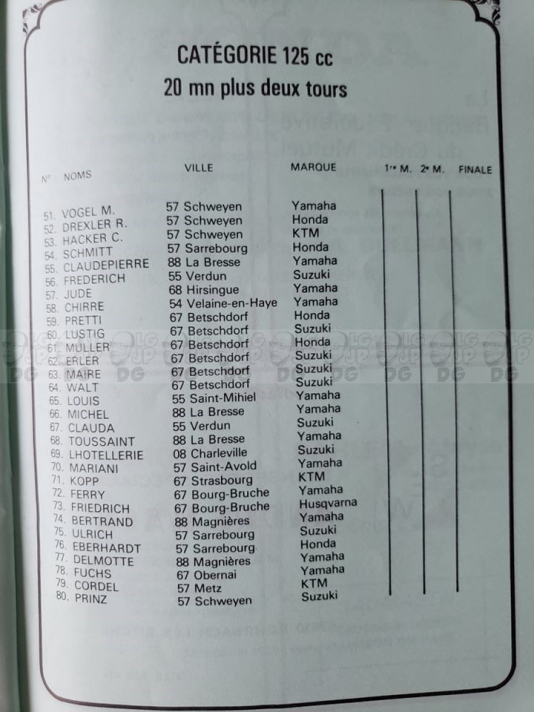 CATÉGORIE 125 cc
20 mn plus deux tours
N° NOMS VILLE MARQUE 1re M. 2e M. FINALE
51. VOGEL M. 57 Schweyen Yamaha
52. DREXLER R. 57 Schweyen Honda
53. HACKER C. 57 Schweyen KTM
54. SCHMITT 57 Sarrebourg Honda
55. CLAUDEPIERRE 88 La Bresse Yamaha
56. FREDERICH 55 Verdun Suzuki
57. JUDE 68 Hirsingue Yamaha
58. CHIRRE 54 Velaine-en-Haye Yamaha
59. PRETTI 67 Betschdorf Honda
60. LUSTIG 67 Betschdorf Suzuki
61. MULLER 67 Betschdorf Honda
62. ERLER 67 Betschdorf Suzuki
63. MAIRE 67 Betschdorf Suzuki
64. WALT 67 Betschdorf Suzuki
65. LOUIS 55 Saint-Mihiel Yamaha
66. MICHEL 88 La Bresse Yamaha
67. CLAUDA 55 Verdun Suzuki
68. TOUSSAINT 88 La Bresse Yamaha
69. LHOTELLERIE 08 Charleville Suzuki
70. MARIANI 57 Saint-Avold Yamaha
71. KOPP 67 Strasbourg KTM
72. FERRY 67 Bourg-Bruche Yamaha
73. FRIEDRICH 67 Bourg-Bruche Husqvarna
74. BERTRAND 88 Magnières Yamaha
75. ULRICH 57 Sarrebourg Suzuki
76. EBERHARDT 57 Sarrebourg Honda
77. DELMOTTE 88 Magnières Yamaha
78. FUCHS 67 Obernai Yamaha
79. CORDEL 57 Metz KTM
80. PRINZ 57 Schweyen Suzuki